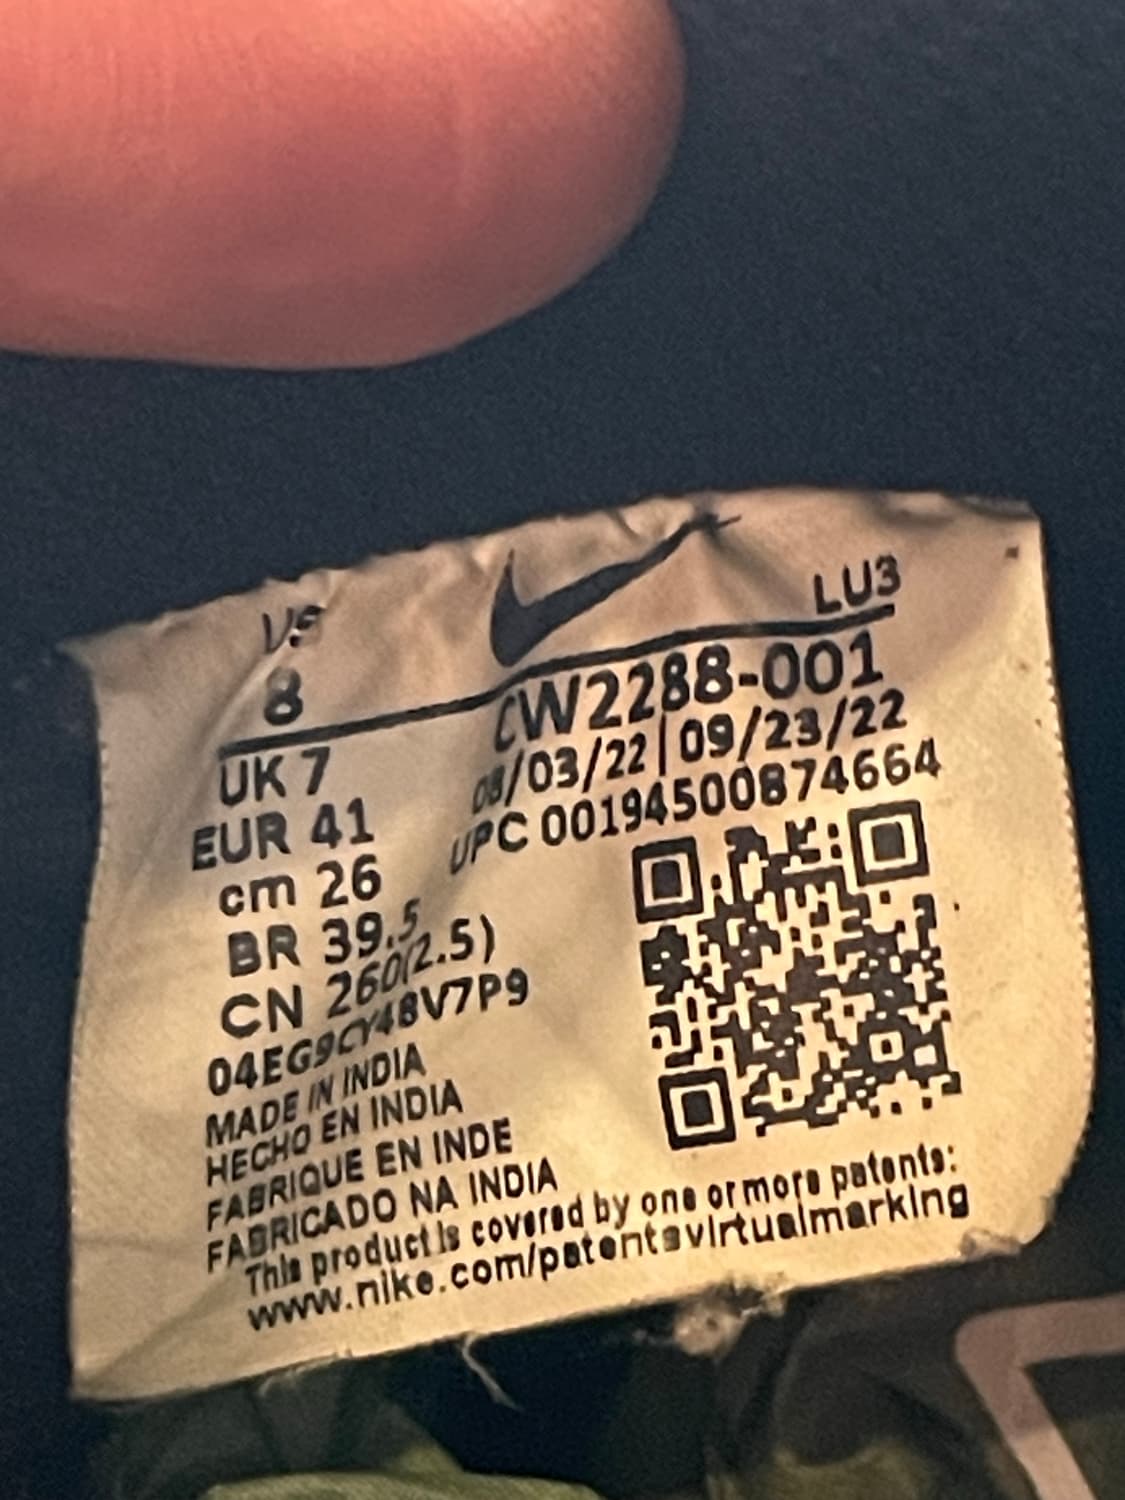 US
8
LU3
CW2288-001
08/03/22|09/23/22
UPC 00194500874664
UK 7
EUR 41
cm 26
BR 39.5
CN 260(2.5)
04EG9CY48V7P9
MADE IN INDIA
HECHO EN INDIA
FABRIQUE EN INDE
FABRICADO NA INDIA
This product is covered by one or more patents:
www.nike.com/patentsvirtualmarking